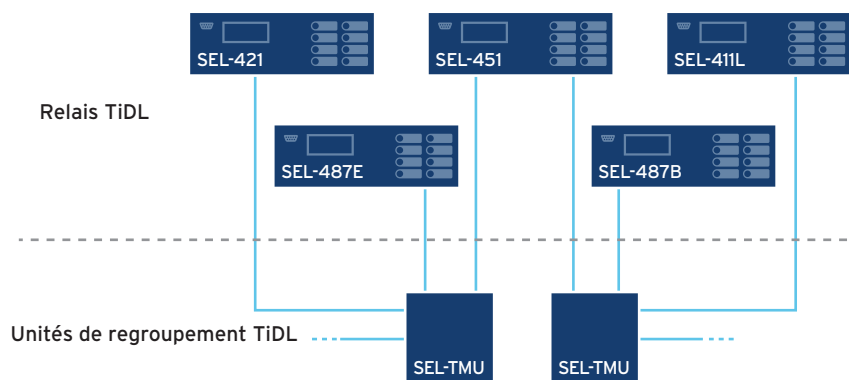 SEL-421
SEL-451
SEL-411L
Relais TiDL
SEL-487E
SEL-487B
Unités de regroupement TiDL
SEL-TMU
SEL-TMU